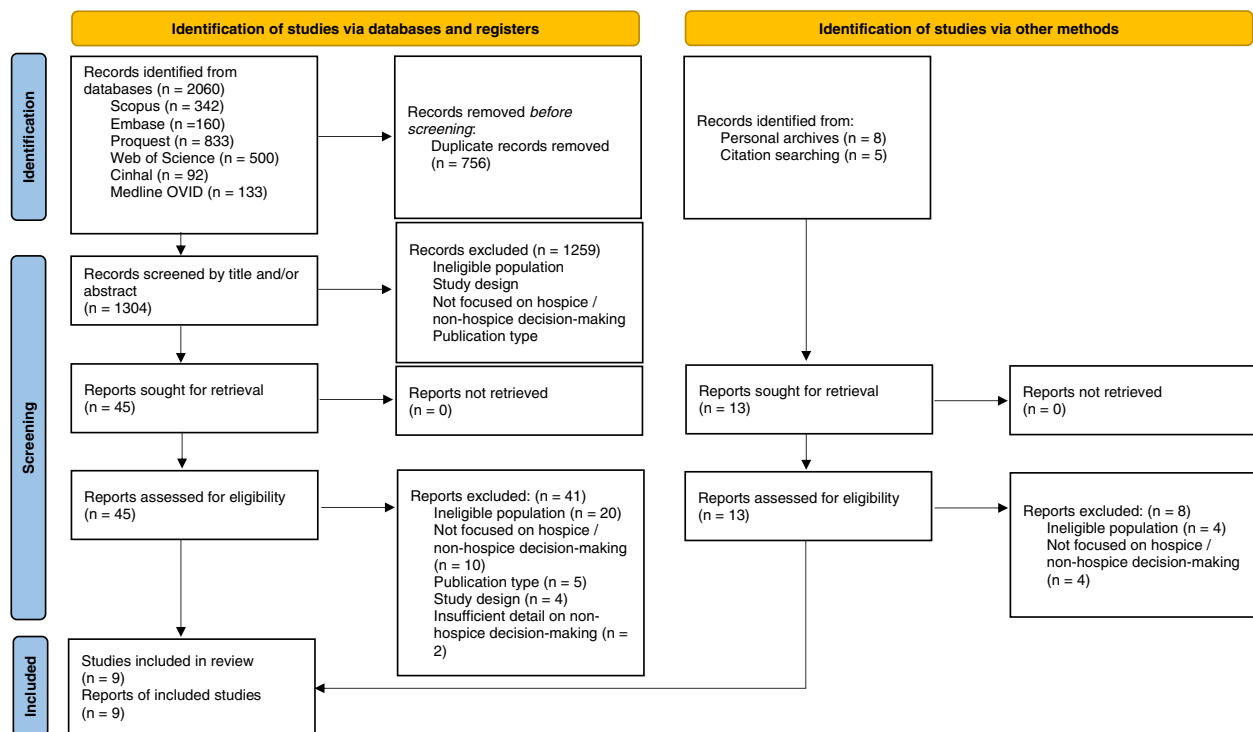 Identification of studies via databases and registers
Identification of studies via other methods
Identification
Records identified from
databases (n = 2060)
Scopus (n = 342)
Embase (n =160)
Proquest (n = 833)
Web of Science (n = 500)
Cinhal (n = 92)
Medline OVID (n = 133)
Records removed before
screening:
Duplicate records removed
(n = 756)
Records identified from:
Personal archives (n = 8)
Citation searching (n = 5)
Screening
Records screened by title and/or
abstract
(n = 1304)
Records excluded (n = 1259)
Ineligible population
Study design
Not focused on hospice /
non-hospice decision-making
Publication type
Reports sought for retrieval
(n = 45)
Reports not retrieved
(n = 0)
Reports sought for retrieval
(n = 13)
Reports not retrieved
(n = 0)
Reports assessed for eligibility
(n = 45)
Reports excluded: (n = 41)
Ineligible population (n = 20)
Not focused on hospice /
non-hospice decision-making
(n = 10)
Publication type (n = 5)
Study design (n = 4)
Insufficient detail on non-
hospice decision-making (n =
2)
Reports assessed for eligibility
(n = 13)
Reports excluded: (n = 8)
Ineligible population (n = 4)
Not focused on hospice /
non-hospice decision-making
(n = 4)
Included
Studies included in review
(n = 9)
Reports of included studies
(n = 9)